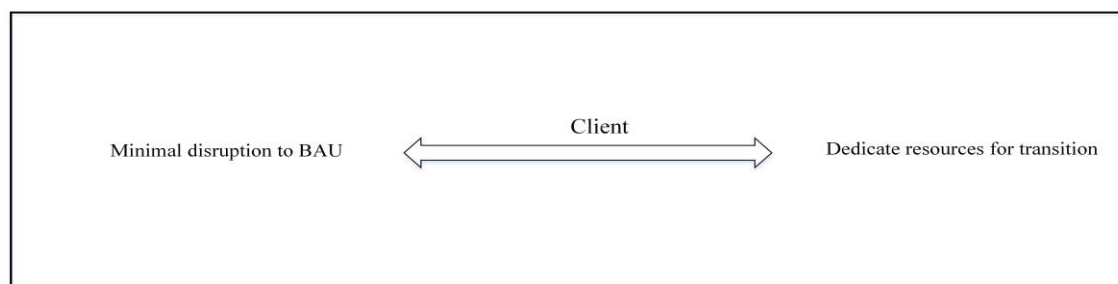 Client
Minimal disruption to BAU
Dedicate resources for transition